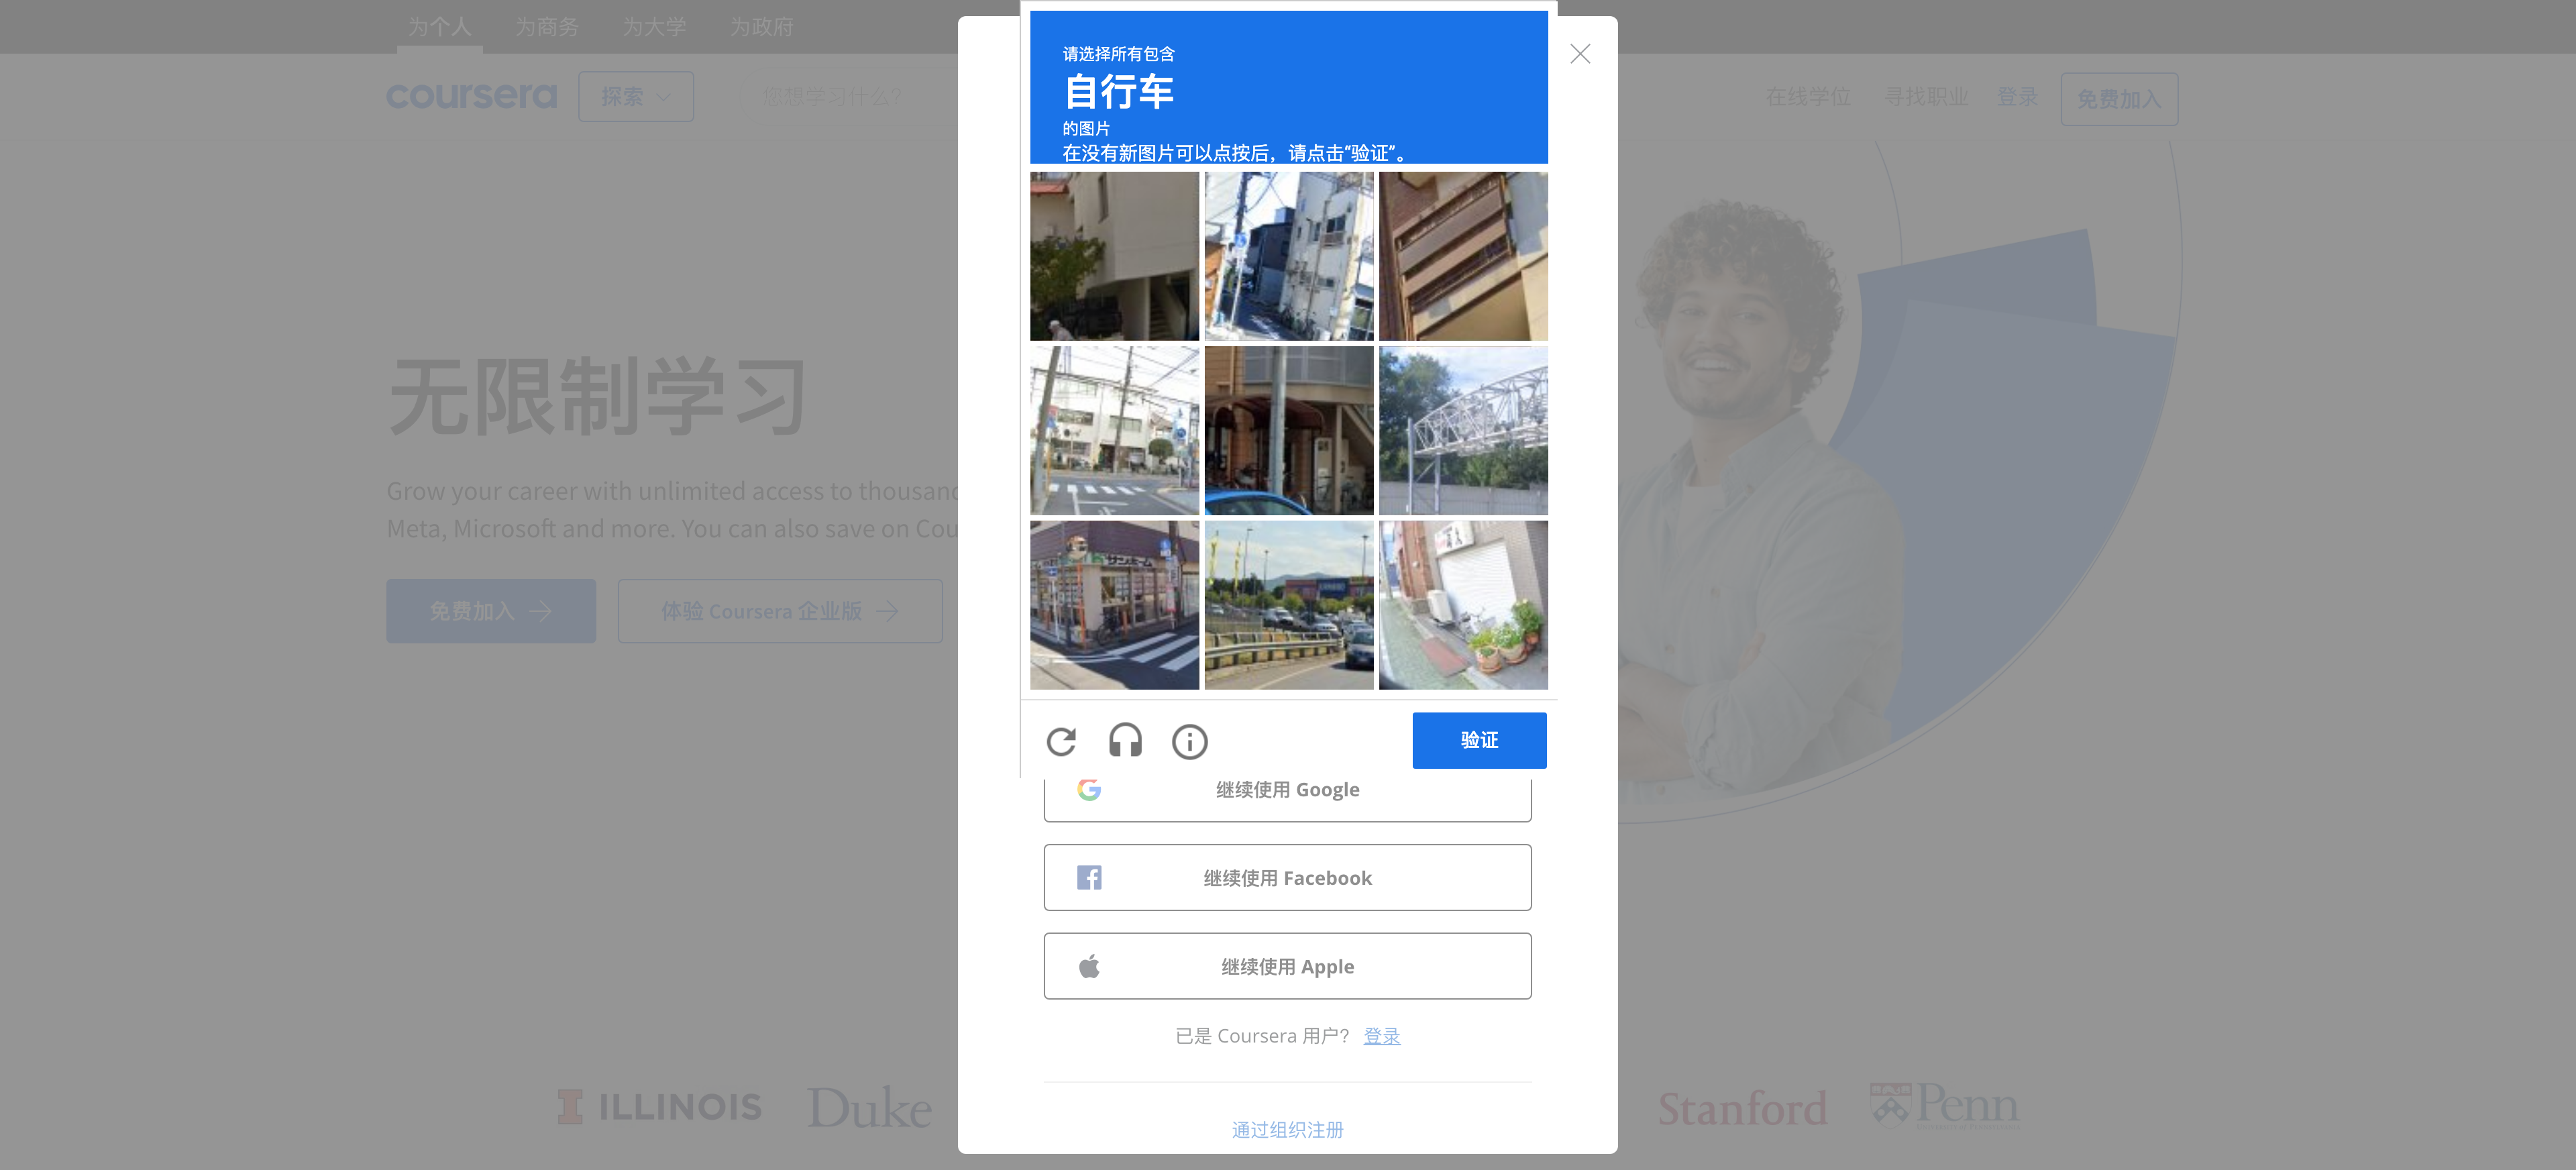 为个人 为商务 为大学 为政府
coursera 探索 您想学习什么？ 在线学位 寻找职业 登录 免费加入
无限制学习
Grow your career with unlimited access to thousand
Meta, Microsoft and more. You can also save on Cou
免费加入 → 体验 Coursera 企业版 →
请选择所有包含
自行车
的图片
在没有新图片可以点按后，请点击“验证”。
サンホーム
验证
继续使用 Google
继续使用 Facebook
继续使用 Apple
已是 Coursera 用户？ 登录
通过组织注册
I ILLINOIS Duke Stanford Penn